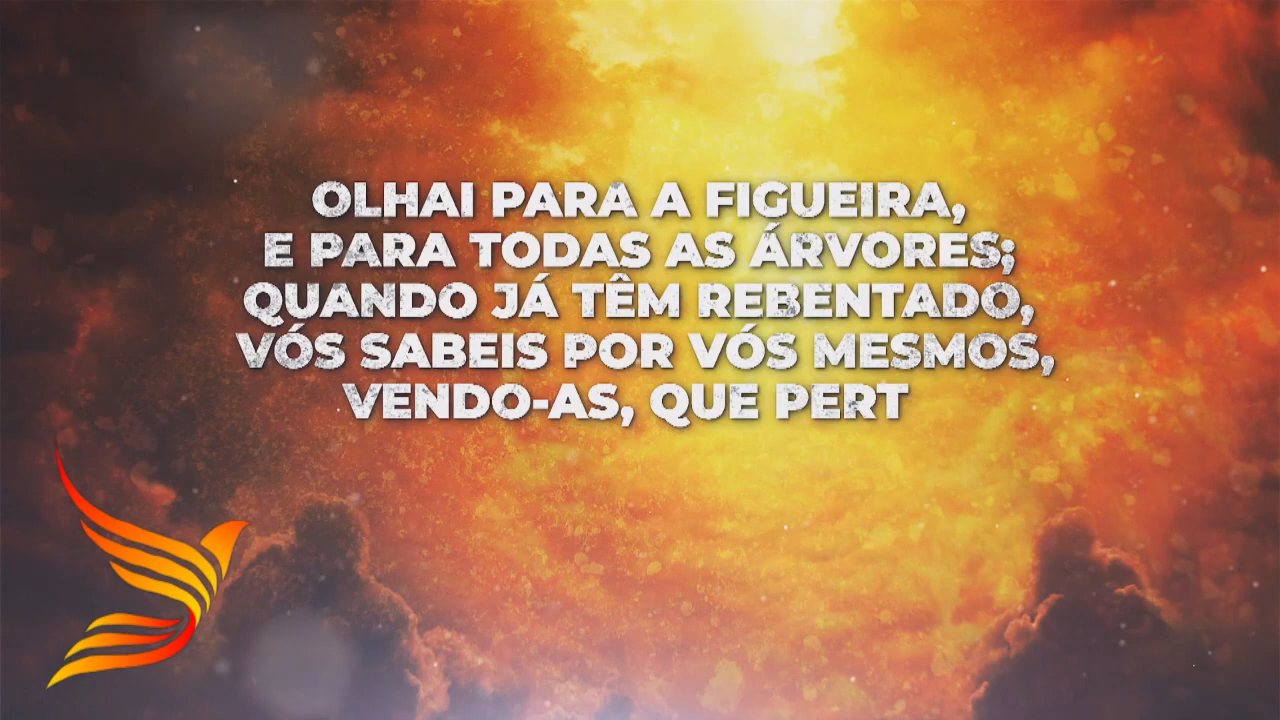 OLHAI PARA A FIGUEIRA,
E PARA TODAS AS ÁRVORES;
QUANDO JÁ TÊM REBENTADO,
VÓS SABEIS POR VÓS MESMOS,
VENDO-AS, QUE PERT